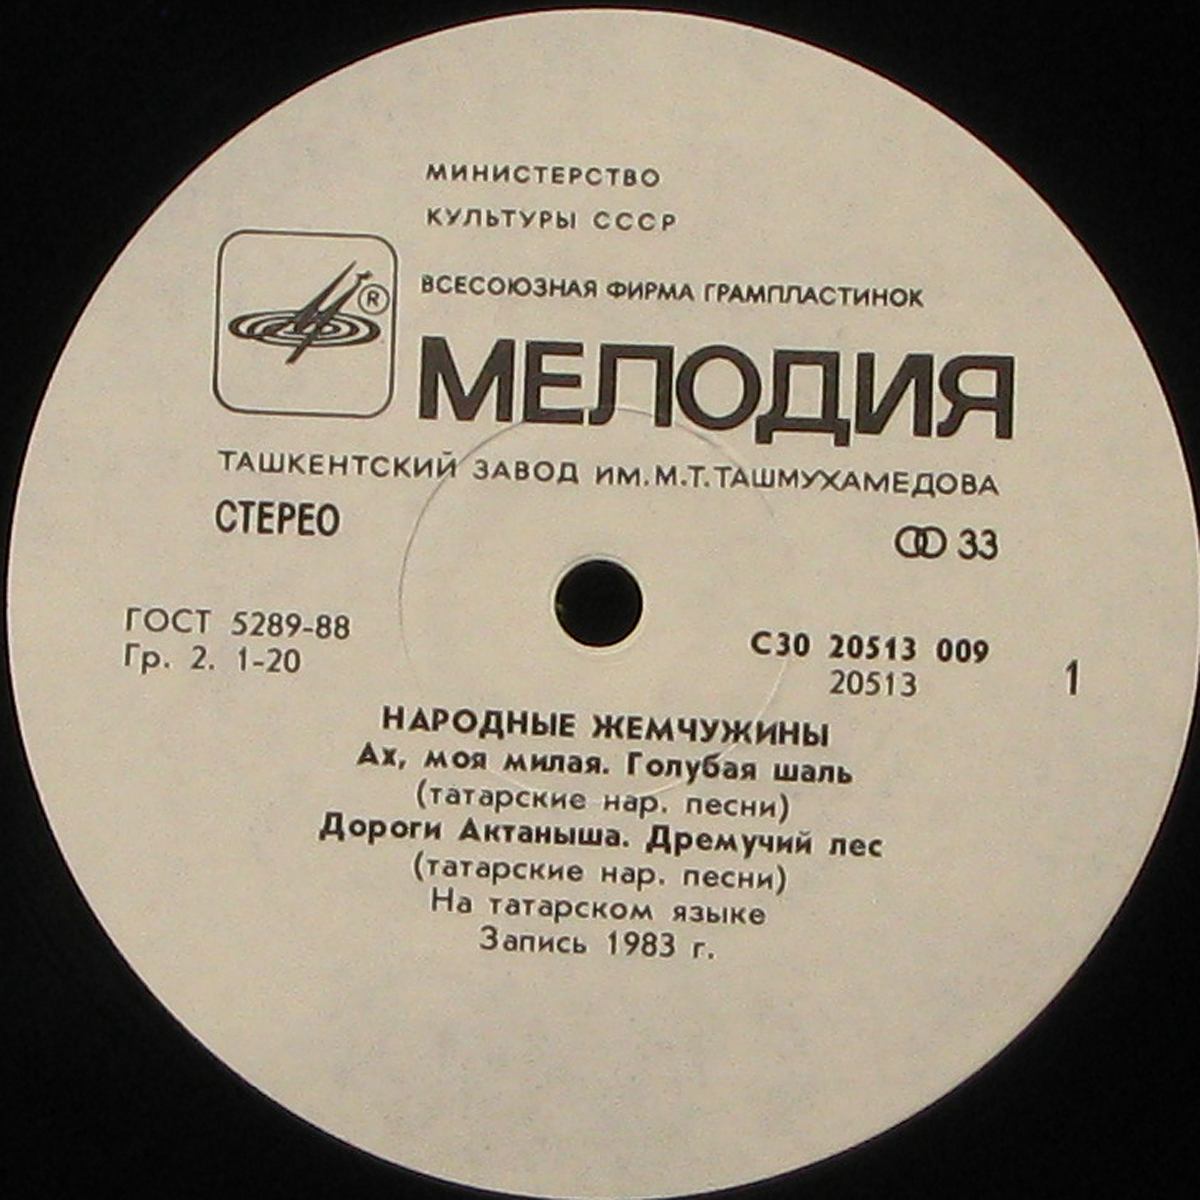 МИНИСТЕРСТВО
КУЛЬТУРЫ СССР
ВСЕСОЮЗНАЯ ФИРМА ГРАМПЛАСТИНОК
®
МЕЛОДИЯ
ТАШКЕНТСКИЙ ЗАВОД ИМ. М.Т. ТАШМУХАМЕДОВА
СТЕРЕО
33
ГОСТ 5289-88
Гр. 2. 1-20
С30 20513 009
20513
1
НАРОДНЫЕ ЖЕМЧУЖИНЫ
Ах, моя милая. Голубая шаль
(татарские нар. песни)
Дороги Актаныша. Дремучий лес
(татарские нар. песни)
На татарском языке
Запись 1983 г.